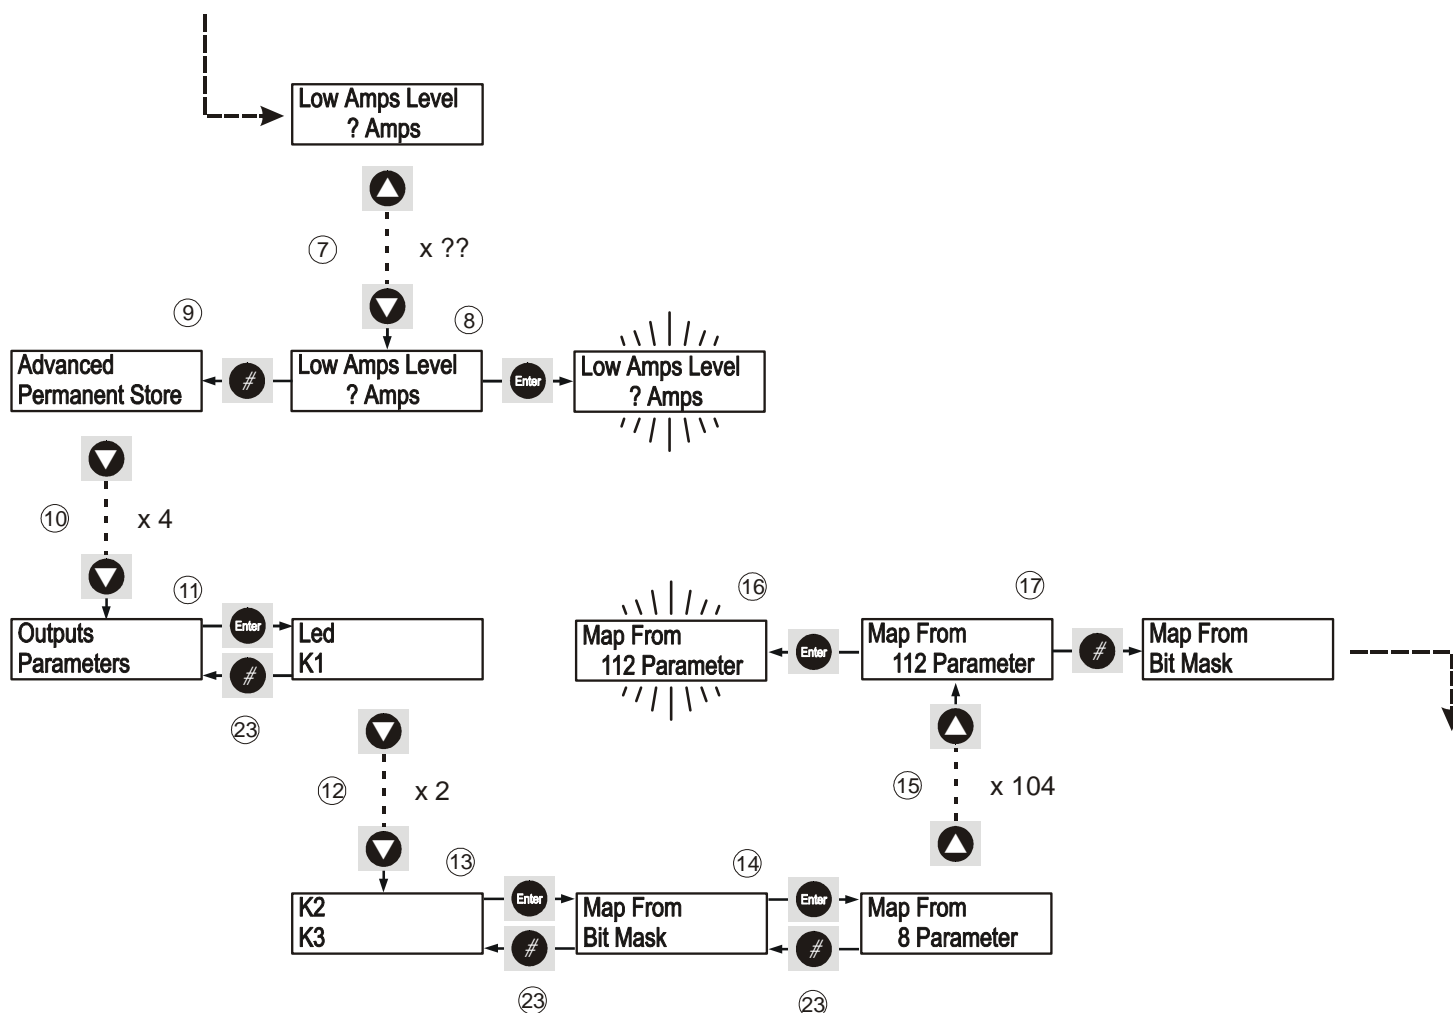 Low Amps Level
? Amps
7
x ??
9
8
Advanced
Permanent Store
#
Low Amps Level
? Amps
Enter
Low Amps Level
? Amps
10
x 4
11
Outputs
Parameters
Enter
#
Led
K1
23
16
Map From
112 Parameter
Enter
Map From
112 Parameter
17
#
Map From
Bit Mask
12
x 2
15
x 104
13
K2
K3
Enter
#
23
Map From
Bit Mask
14
Enter
#
23
Map From
8 Parameter